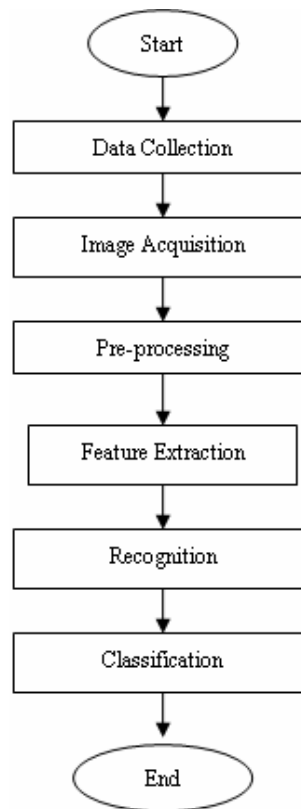 Start
Data Collection
Image Acquisition
Pre-processing
Feature Extraction
Recognition
Classification
End